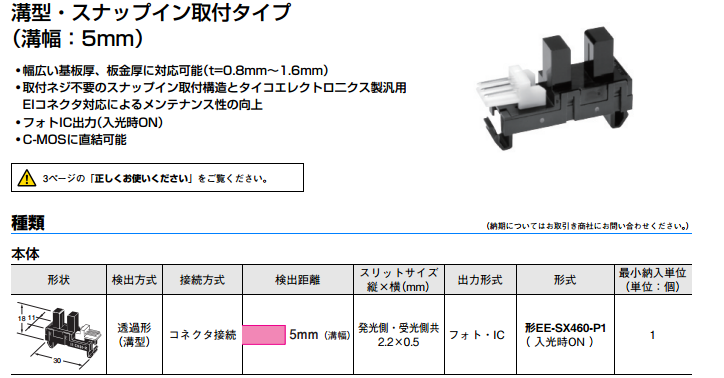 溝型・スナップイン取付タイプ
（溝幅：5mm）
・幅広い基板厚、板金厚に対応可能（t=0.8mm～1.6mm）
・取付ネジ不要のスナップイン取付構造とタイコエレクトロニクス製汎用
EIコネクタ対応によるメンテナンス性の向上
・フォトIC出力（入光時ON）
・C-MOSに直結可能
3ページの「正しくお使いください」をご覧ください。
種類
（納期についてはお取引き商社にお問い合わせください。）
本体
形状 検出方式 接続方式 検出距離 スリットサイズ 縦×横（mm） 出力形式 形式 最小納入単位 （単位：個）
18 11 30 透過形 （溝型） コネクタ接続 5mm（溝幅） 発光側・受光側共 2.2×0.5 フォト・IC 形EE-SX460-P1 （ 入光時ON ） 1